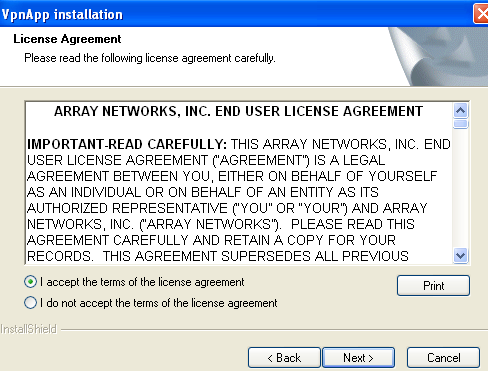 VpnApp installation
License Agreement
Please read the following license agreement carefully.
ARRAY NETWORKS, INC. END USER LICENSE AGREEMENT
IMPORTANT-READ CAREFULLY: THIS ARRAY NETWORKS, INC. END
USER LICENSE AGREEMENT ("AGREEMENT") IS A LEGAL
AGREEMENT BETWEEN YOU, EITHER ON BEHALF OF YOURSELF
AS AN INDIVIDUAL OR ON BEHALF OF AN ENTITY AS ITS
AUTHORIZED REPRESENTATIVE ("YOU" OR "YOUR") AND ARRAY
NETWORKS, INC. ("ARRAY NETWORKS"). PLEASE READ THIS
AGREEMENT CAREFULLY AND RETAIN A COPY FOR YOUR
RECORDS. THIS AGREEMENT SUPERSEDES ALL PREVIOUS
I accept the terms of the license agreement
Print
I do not accept the terms of the license agreement
InstallShield
< Back
Next >
Cancel